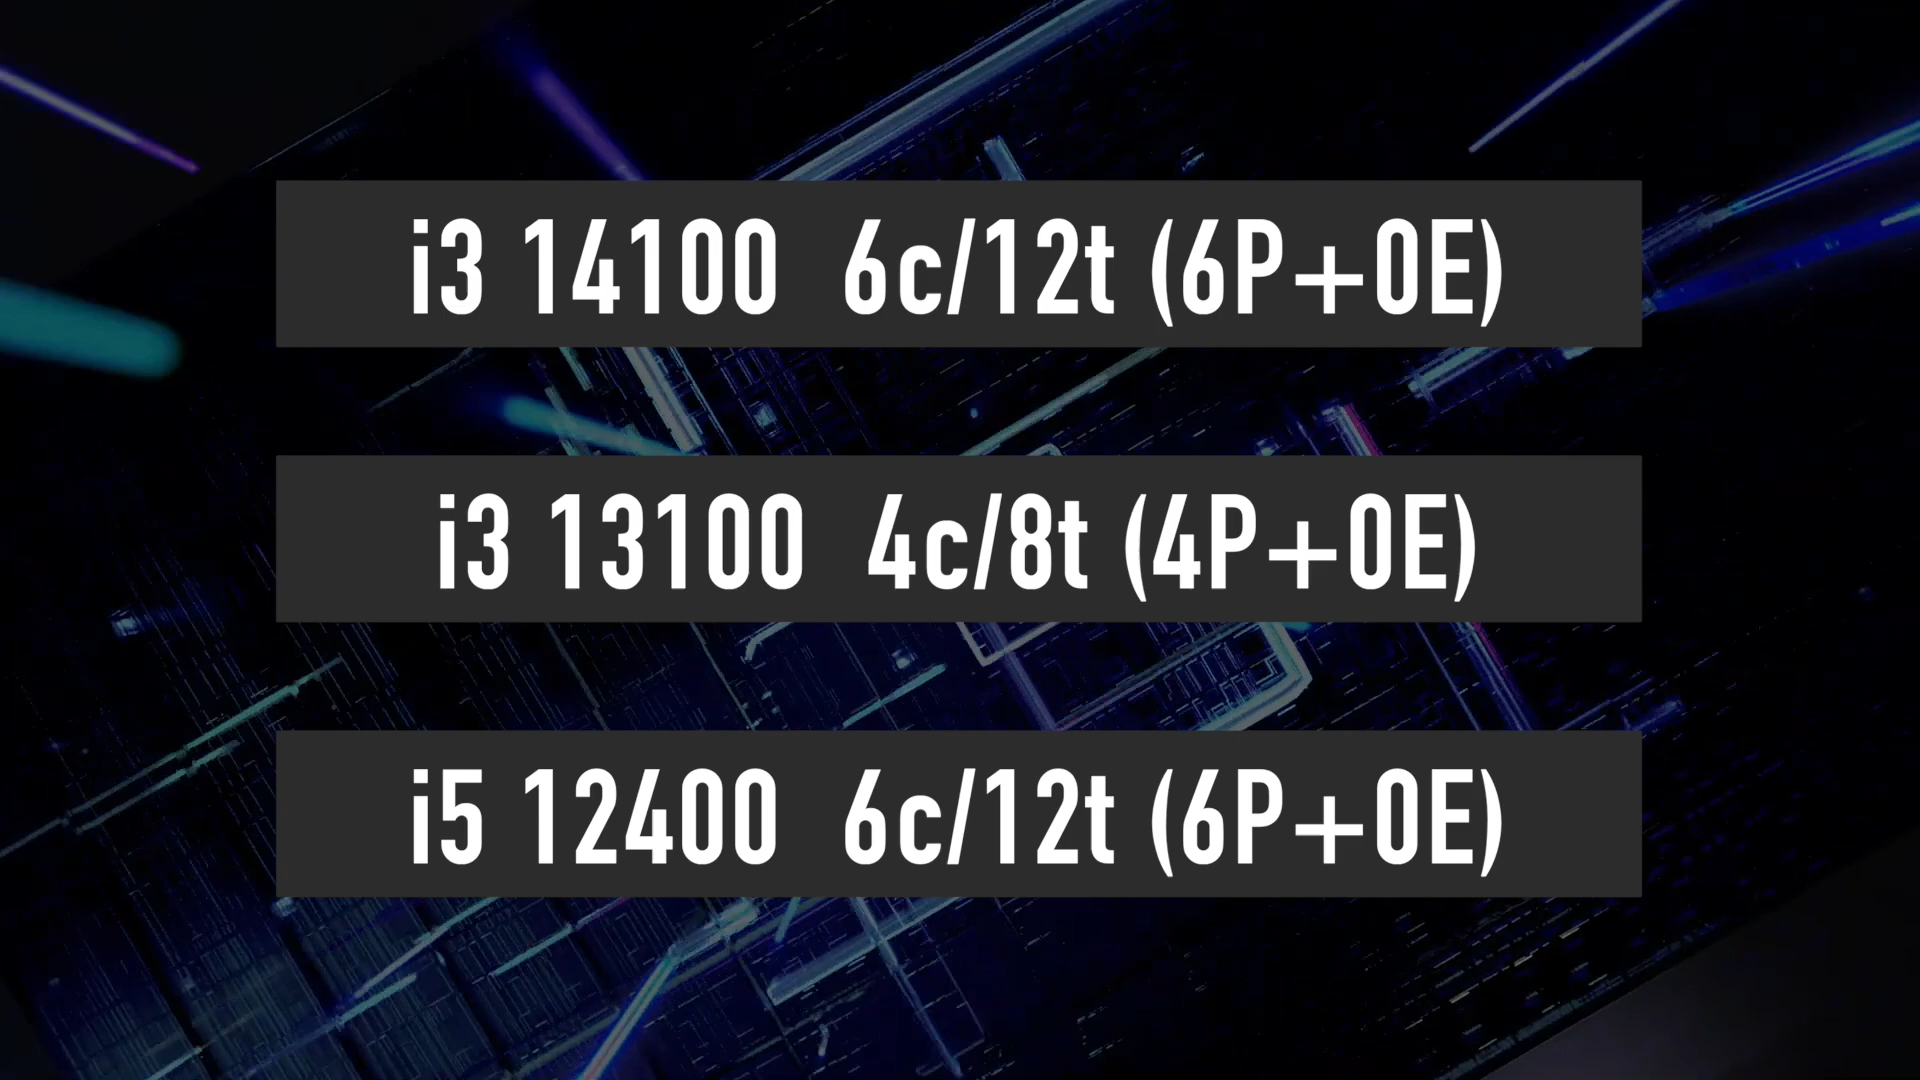 i3 14100 6c/12t (6P+0E)
i3 13100 4c/8t (4P+0E)
i5 12400 6c/12t (6P+0E)